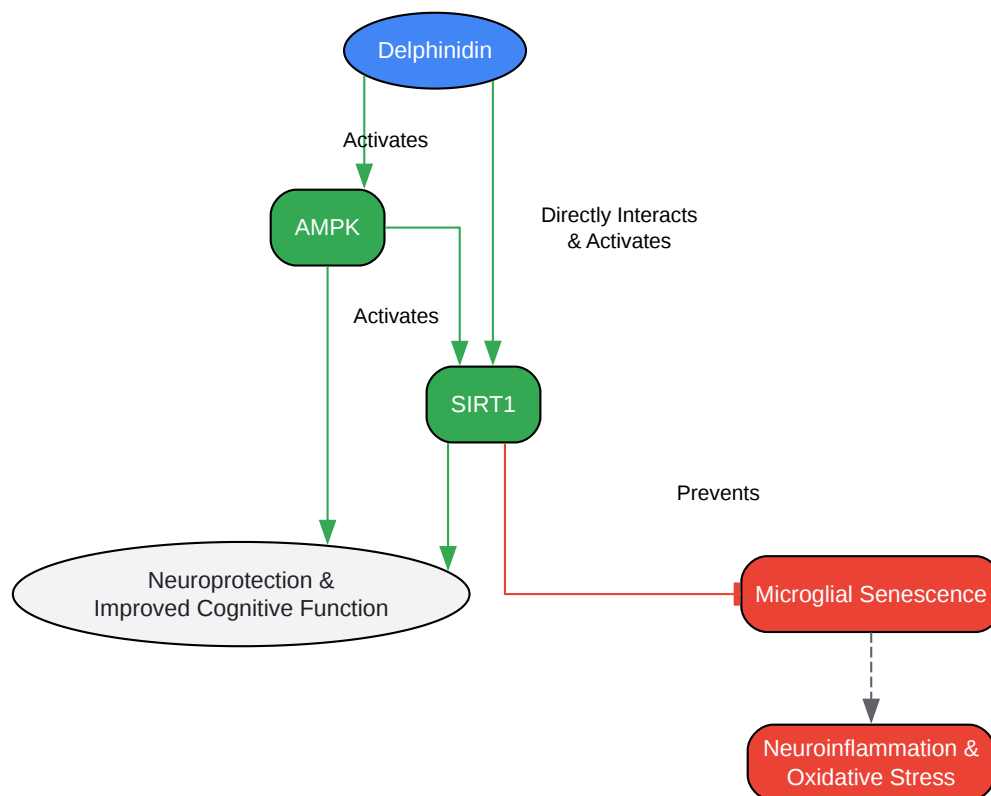 Delphinidin
Activates
AMPK
Directly Interacts
& Activates
Activates
SIRT1
Prevents
Neuroprotection &
Improved Cognitive Function
Microglial Senescence
Neuroinflammation &
Oxidative Stress